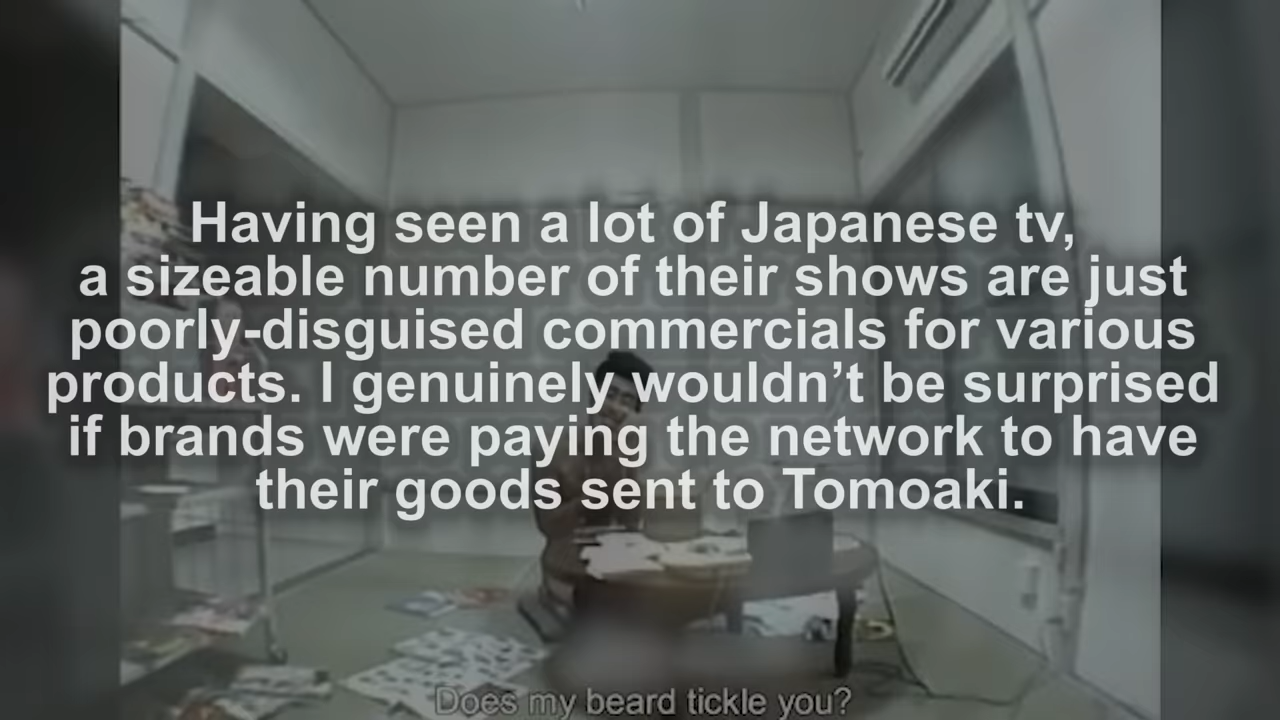 Having seen a lot of Japanese tv,
a sizeable number of their shows are just
poorly-disguised commercials for various
products. I genuinely wouldn’t be surprised
if brands were paying the network to have
their goods sent to Tomoaki.
Does my beard tickle you?